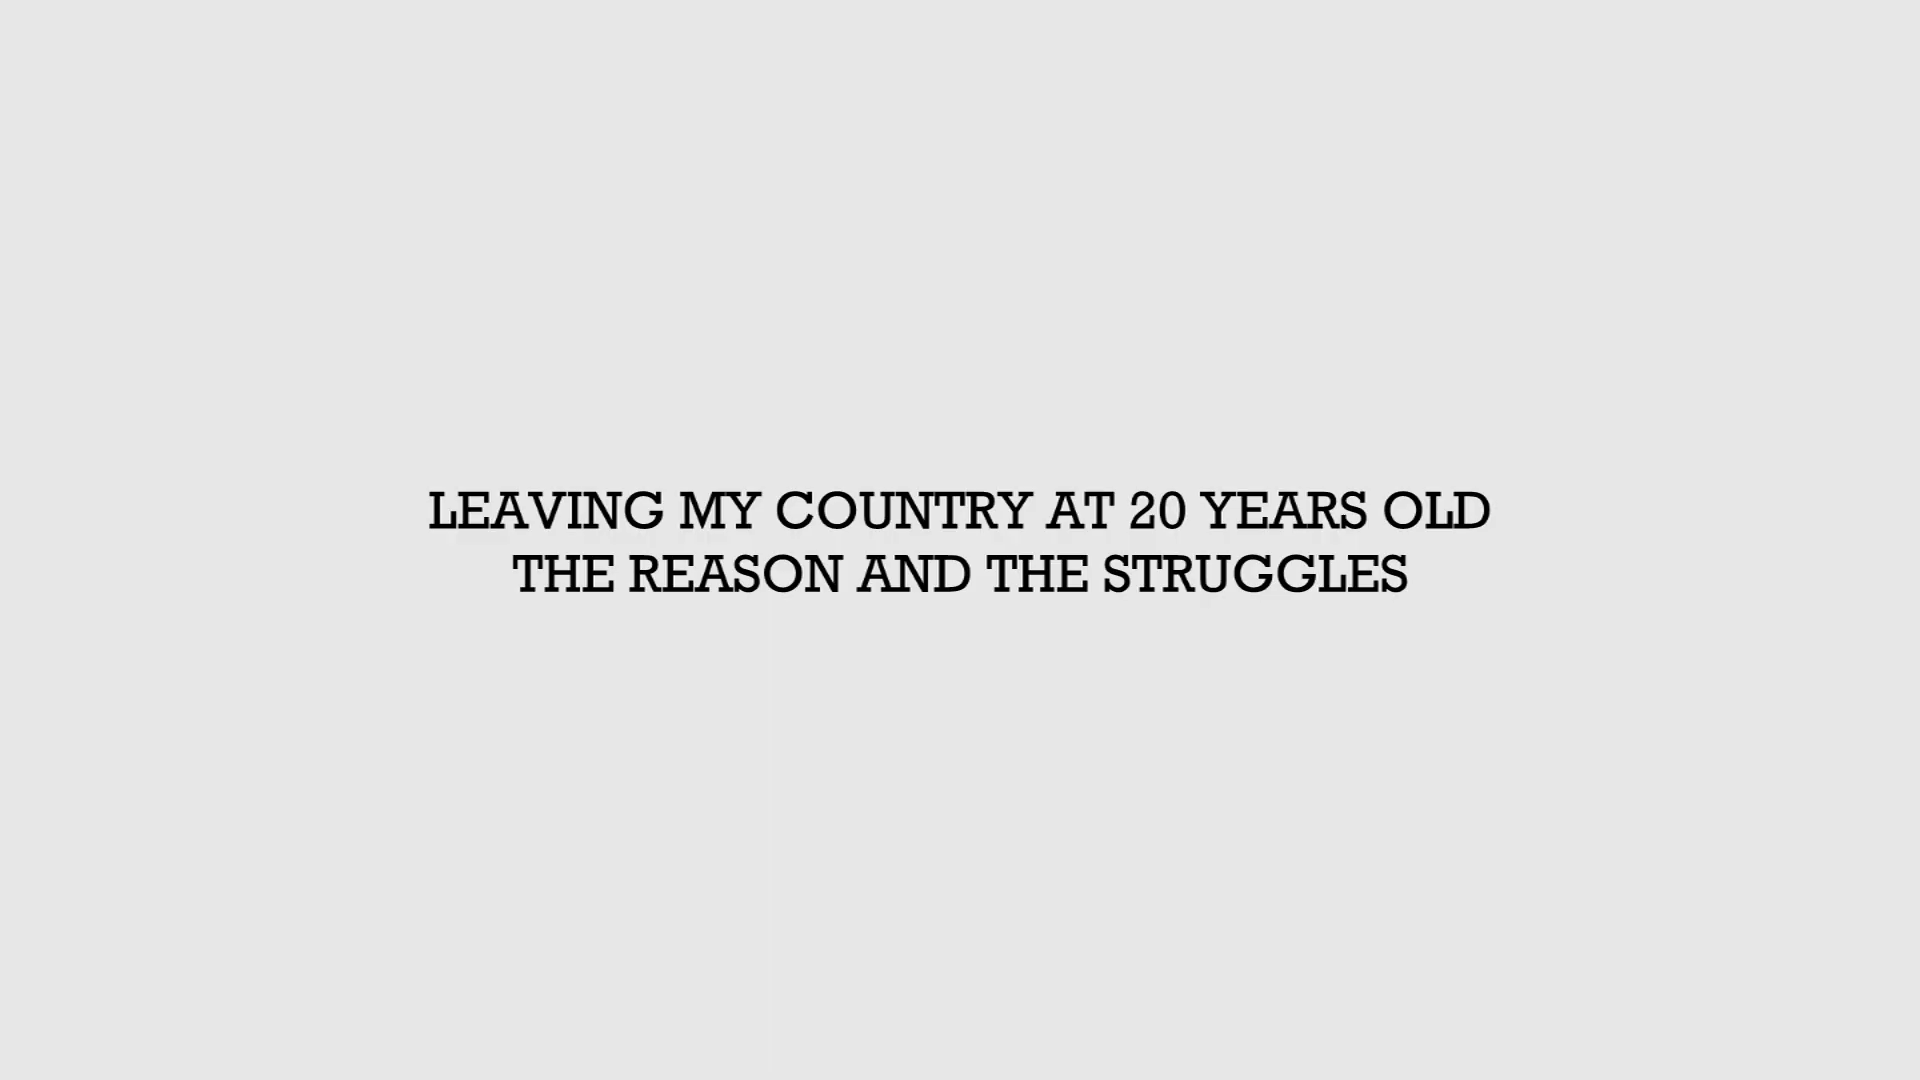 LEAVING MY COUNTRY AT 20 YEARS OLD
THE REASON AND THE STRUGGLES